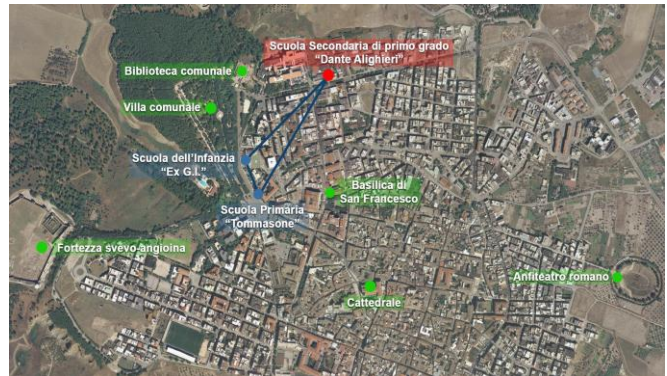 Scuola Secondaria di primo grado
“Dante Alighieri”
Biblioteca comunale
Villa comunale
Scuola dell'Infanzia
“Ex G.I.”
Scuola Primaria
“Tommasone”
Basilica di
San Francesco
Fortezza svevo-angioina
Anfiteatro romano
Cattedrale